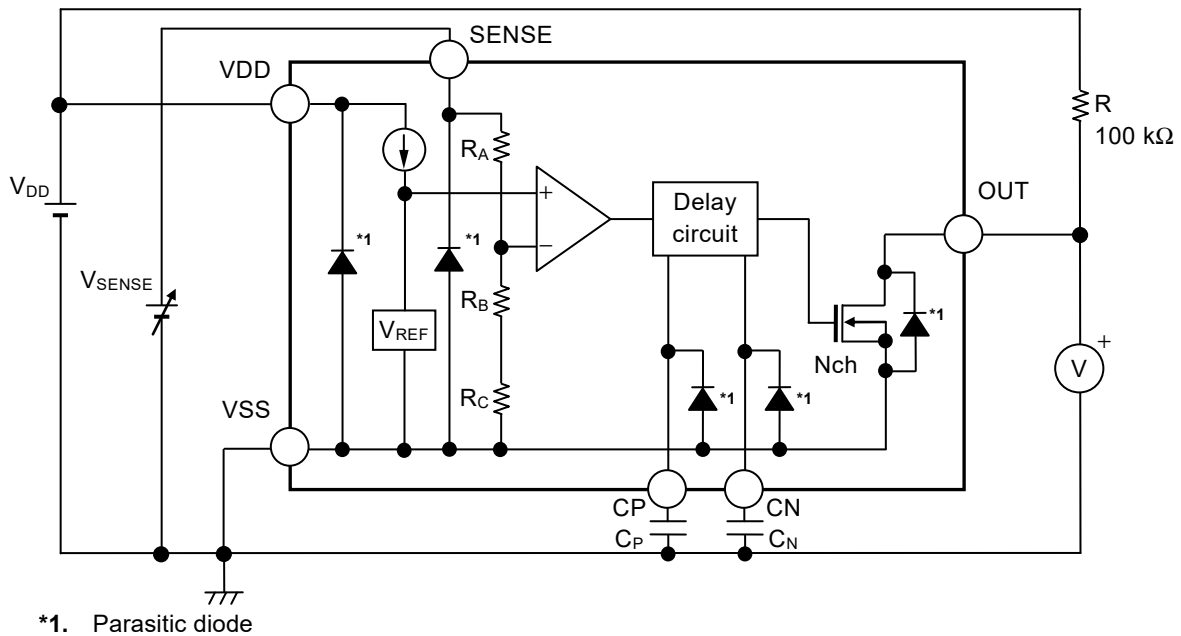 SENSE
VDD
R
100 kΩ
RA
OUT
+
Delay
circuit
VDD
*1
*1
−
VSENSE
RB
*1
VREF
+
V
Nch
*1
*1
RC
VSS
CP
CN
CP
CN
*1. Parasitic diode